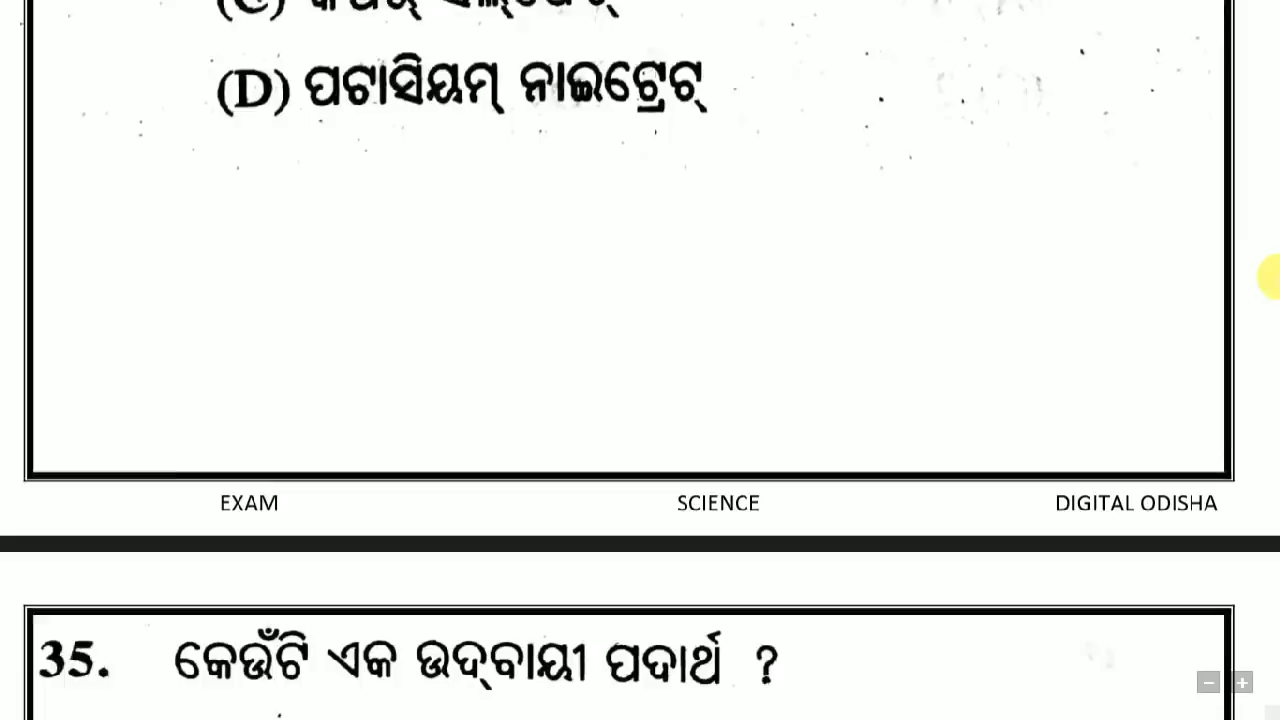 (D) ପଟାସିୟମ୍ ନାଇଟ୍ରେଟ୍
EXAM SCIENCE DIGITAL ODISHA
35. କେଉଁଟି ଏକ ଉଦ୍‌ବାୟୀ ପଦାର୍ଥ ?